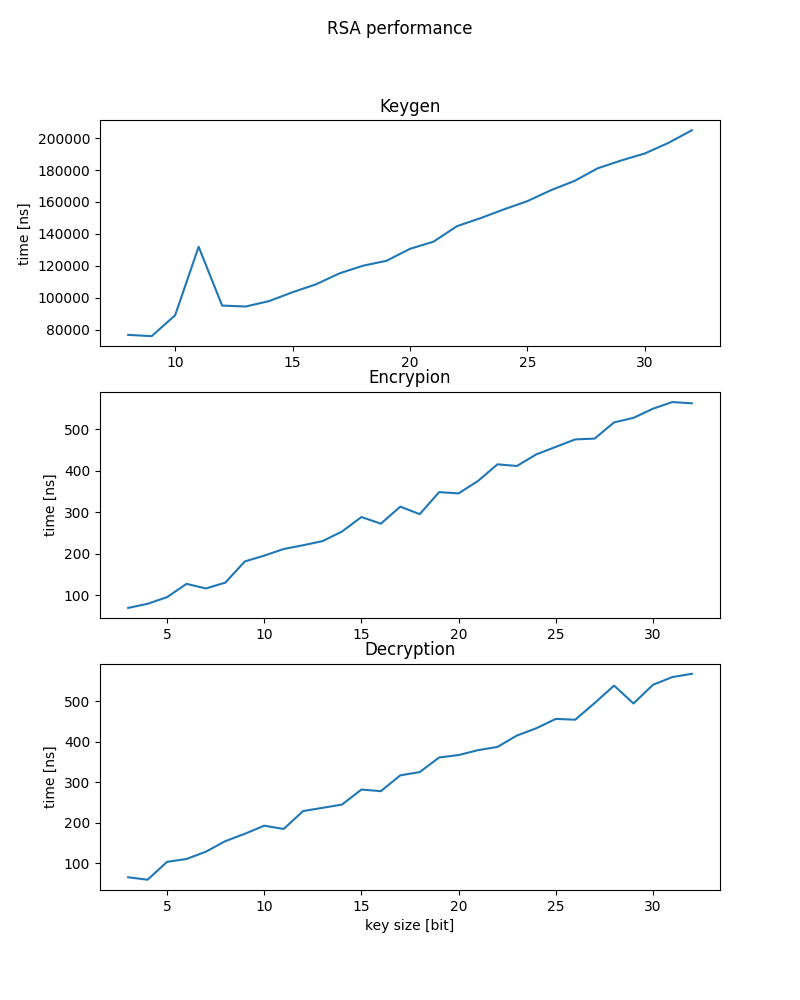 RSA performance
Keygen
time [ns]
200000
180000
160000
140000
120000
100000
80000
10 15 20 25 30
Encrypion
time [ns]
500
400
300
200
100
5 10 15 20 25 30
Decryption
time [ns]
500
400
300
200
100
5 10 15 20 25 30
key size [bit]